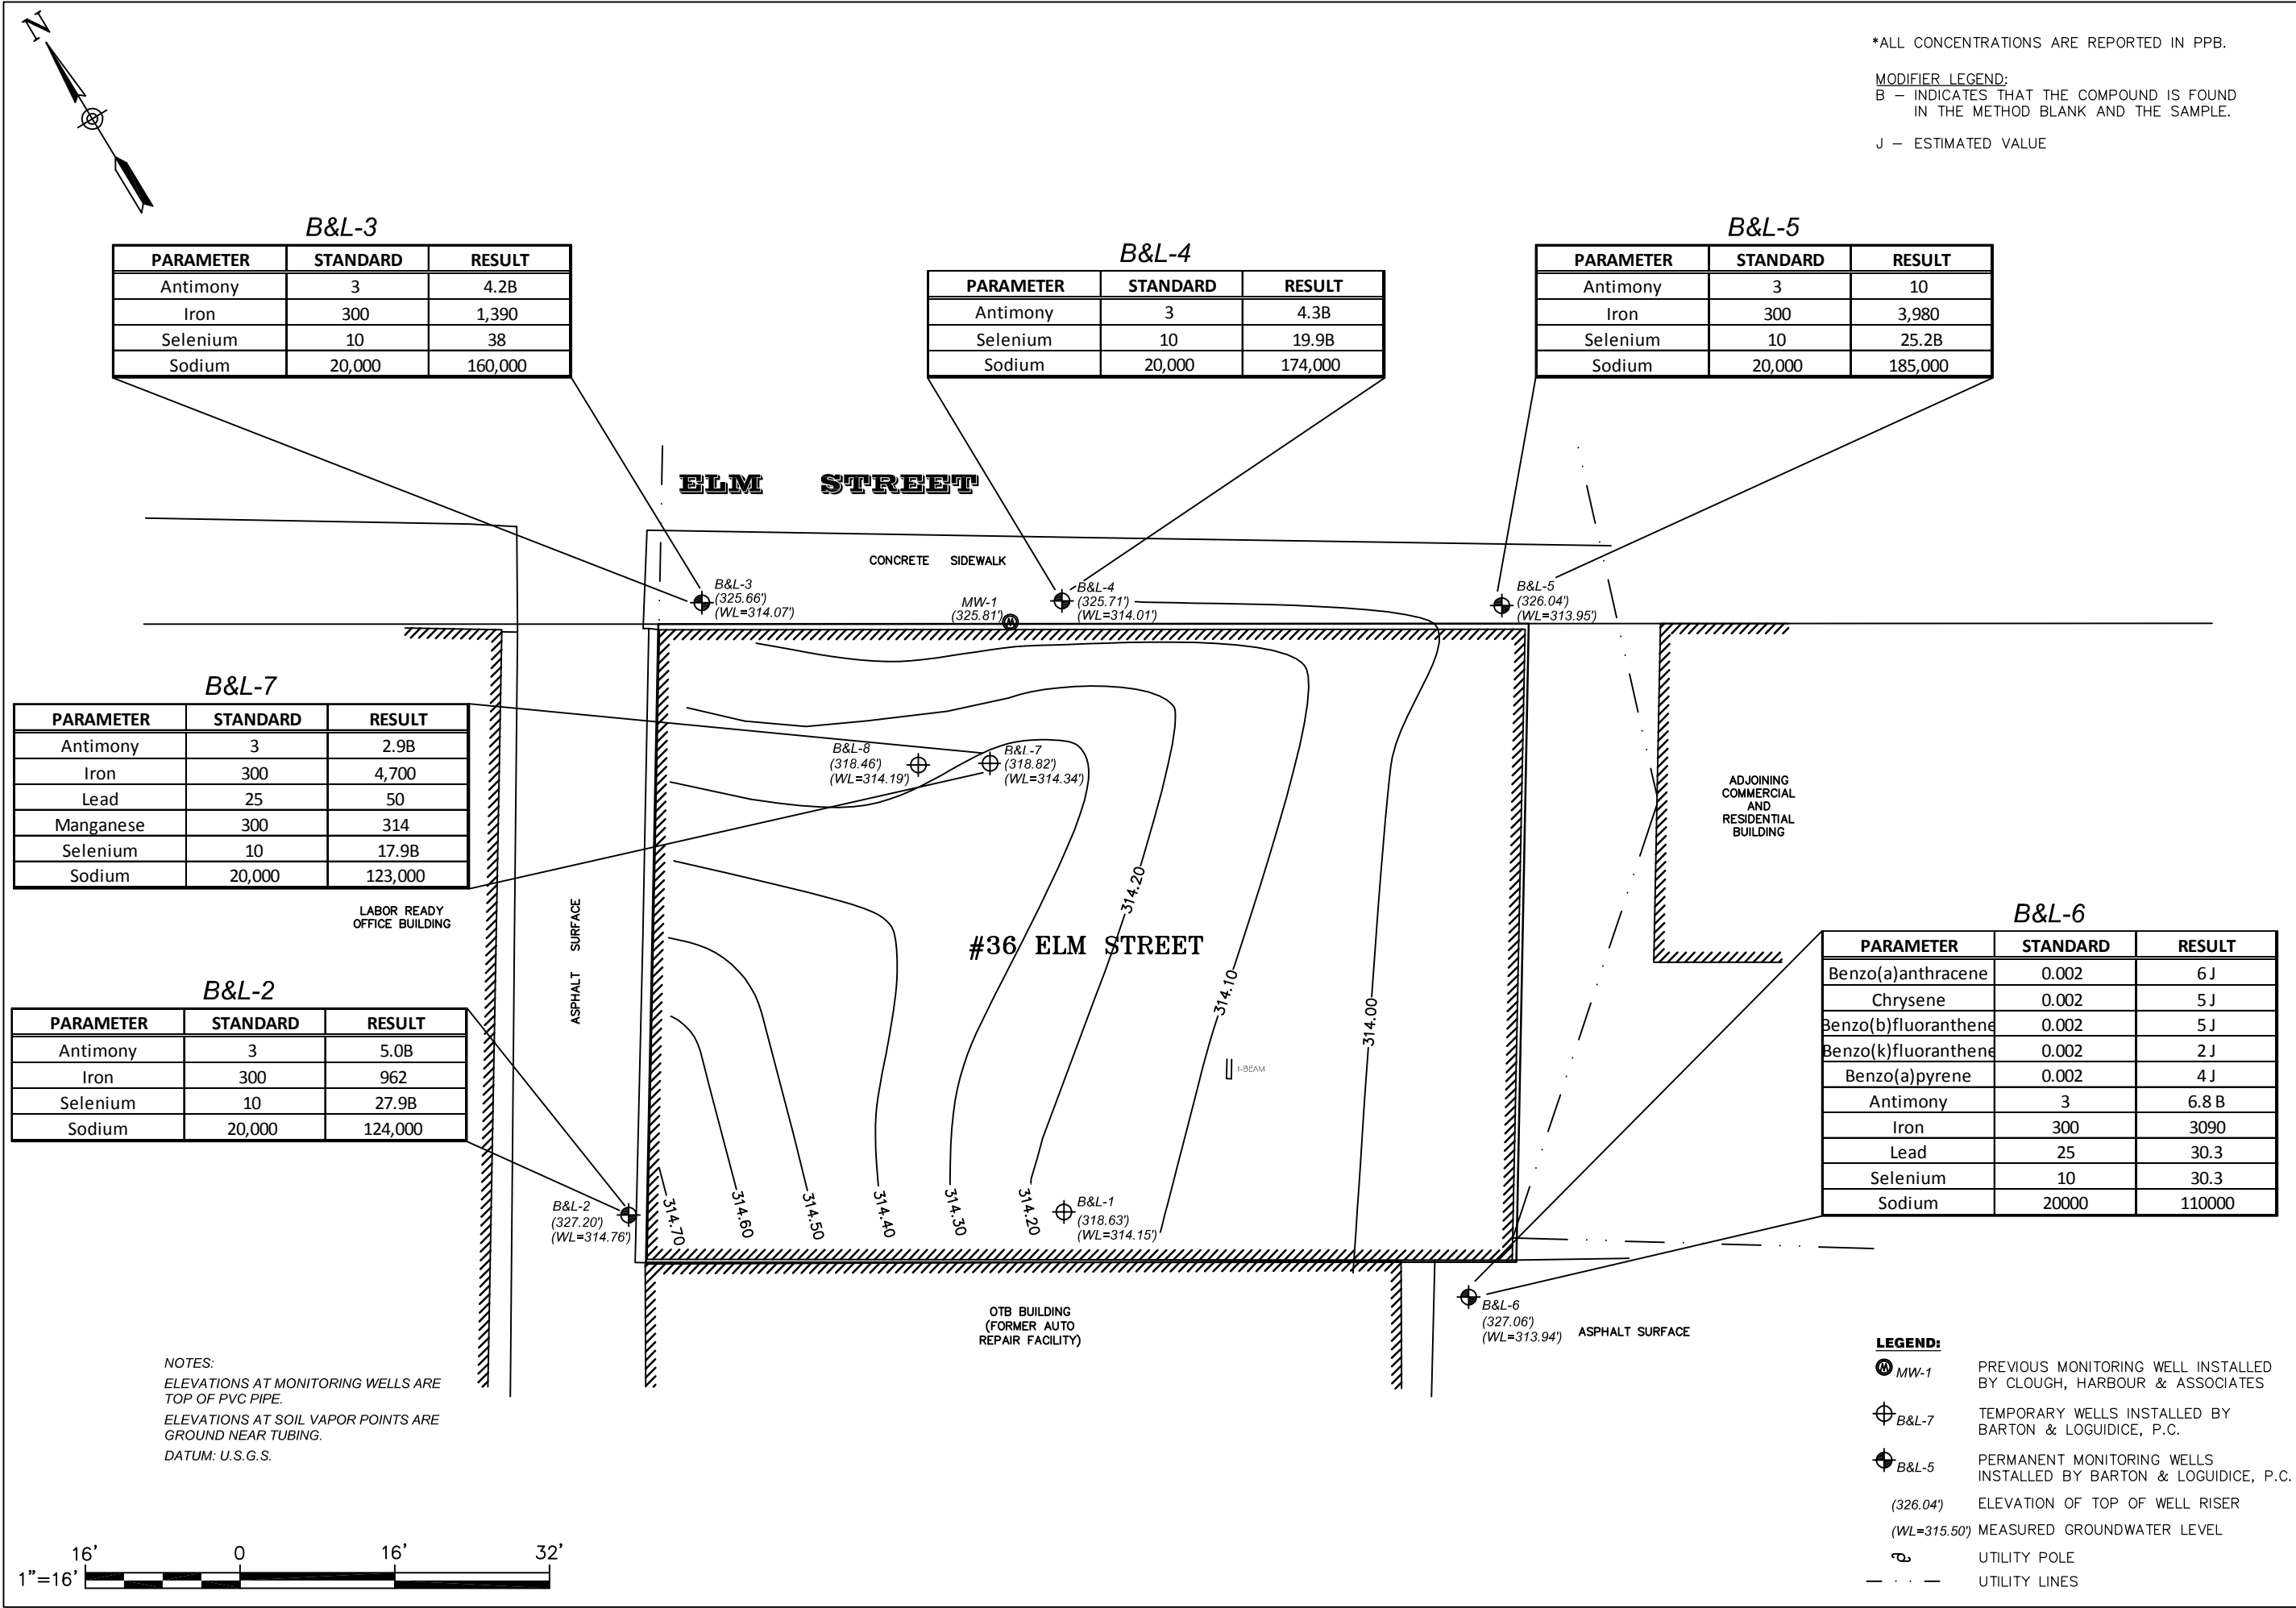 N
*ALL CONCENTRATIONS ARE REPORTED IN PPB.
MODIFIER LEGEND:
B – INDICATES THAT THE COMPOUND IS FOUND
IN THE METHOD BLANK AND THE SAMPLE.
J – ESTIMATED VALUE
B&L-3
PARAMETER STANDARD RESULT
Antimony 3 4.2B
Iron 300 1,390
Selenium 10 38
Sodium 20,000 160,000
B&L-4
PARAMETER STANDARD RESULT
Antimony 3 4.3B
Selenium 10 19.9B
Sodium 20,000 174,000
B&L-5
PARAMETER STANDARD RESULT
Antimony 3 10
Iron 300 3,980
Selenium 10 25.2B
Sodium 20,000 185,000
ELM STREET
CONCRETE SIDEWALK
B&L-3
(325.66')
(WL=314.07')
MW-1
(325.81')
B&L-4
(325.71')
(WL=314.01')
B&L-5
(326.04')
(WL=313.95')
B&L-7
PARAMETER STANDARD RESULT
Antimony 3 2.9B
Iron 300 4,700
Lead 25 50
Manganese 300 314
Selenium 10 17.9B
Sodium 20,000 123,000
B&L-8
(318.46')
(WL=314.19')
B&L-7
(318.82')
(WL=314.34')
ADJOINING
COMMERCIAL
AND
RESIDENTIAL
BUILDING
LABOR READY
OFFICE BUILDING
ASPHALT SURFACE
#36 ELM STREET
314.20
314.10
314.00
I-BEAM
B&L-2
PARAMETER STANDARD RESULT
Antimony 3 5.0B
Iron 300 962
Selenium 10 27.9B
Sodium 20,000 124,000
B&L-6
PARAMETER STANDARD RESULT
Benzo(a)anthracene 0.002 6 J
Chrysene 0.002 5 J
Benzo(b)fluoranthene 0.002 5 J
Benzo(k)fluoranthene 0.002 2 J
Benzo(a)pyrene 0.002 4 J
Antimony 3 6.8 B
Iron 300 3090
Lead 25 30.3
Selenium 10 30.3
Sodium 20000 110000
B&L-2
(327.20')
(WL=314.76')
314.70
314.60
314.50
314.40
314.30
314.20
B&L-1
(318.63')
(WL=314.15')
OTB BUILDING
(FORMER AUTO
REPAIR FACILITY)
B&L-6
(327.06')
(WL=313.94')
ASPHALT SURFACE
NOTES:
ELEVATIONS AT MONITORING WELLS ARE
TOP OF PVC PIPE.
ELEVATIONS AT SOIL VAPOR POINTS ARE
GROUND NEAR TUBING.
DATUM: U.S.G.S.
LEGEND:
M MW-1 PREVIOUS MONITORING WELL INSTALLED
BY CLOUGH, HARBOUR & ASSOCIATES
B&L-7 TEMPORARY WELLS INSTALLED BY
BARTON & LOGUIDICE, P.C.
B&L-5 PERMANENT MONITORING WELLS
INSTALLED BY BARTON & LOGUIDICE, P.C.
(326.04') ELEVATION OF TOP OF WELL RISER
(WL=315.50') MEASURED GROUNDWATER LEVEL
UTILITY POLE
UTILITY LINES
16' 0 16' 32'
1"=16'